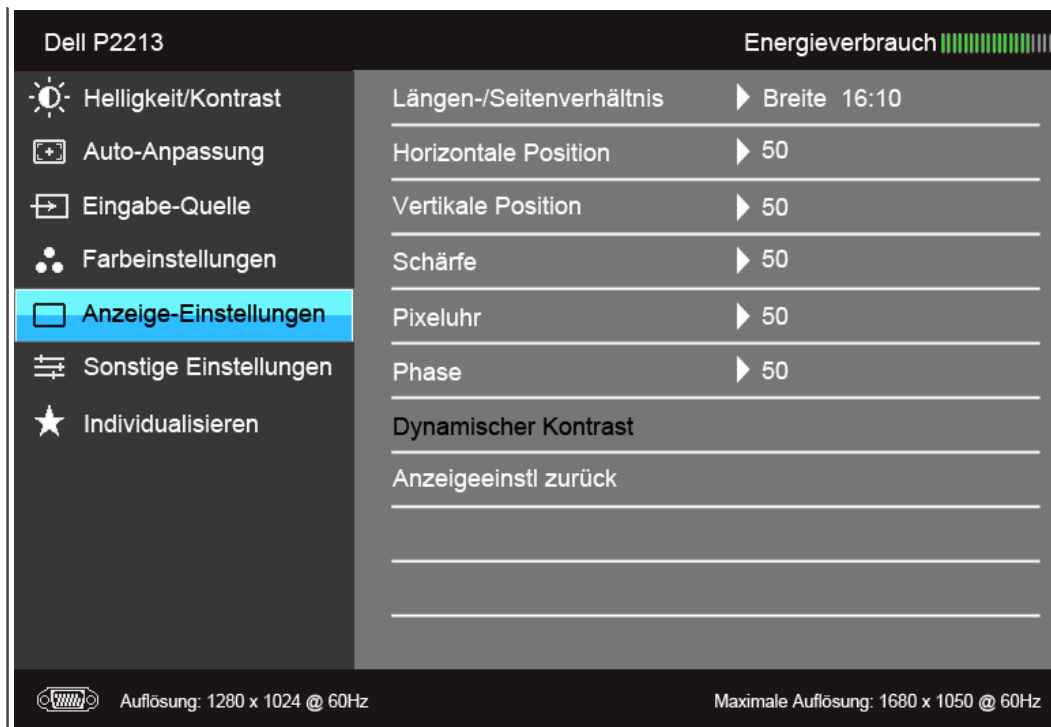 Dell P2213 Energieverbrauch
Helligkeit/Kontrast
Auto-Anpassung
Eingabe-Quelle
Farbeinstellungen
Anzeige-Einstellungen
Sonstige Einstellungen
Individualisieren
Längen-/Seitenverhältnis Breite 16:10
Horizontale Position 50
Vertikale Position 50
Schärfe 50
Pixeluhr 50
Phase 50
Dynamischer Kontrast
Anzeigeeinstl zurück
Auflösung: 1280 x 1024 @ 60Hz Maximale Auflösung: 1680 x 1050 @ 60Hz